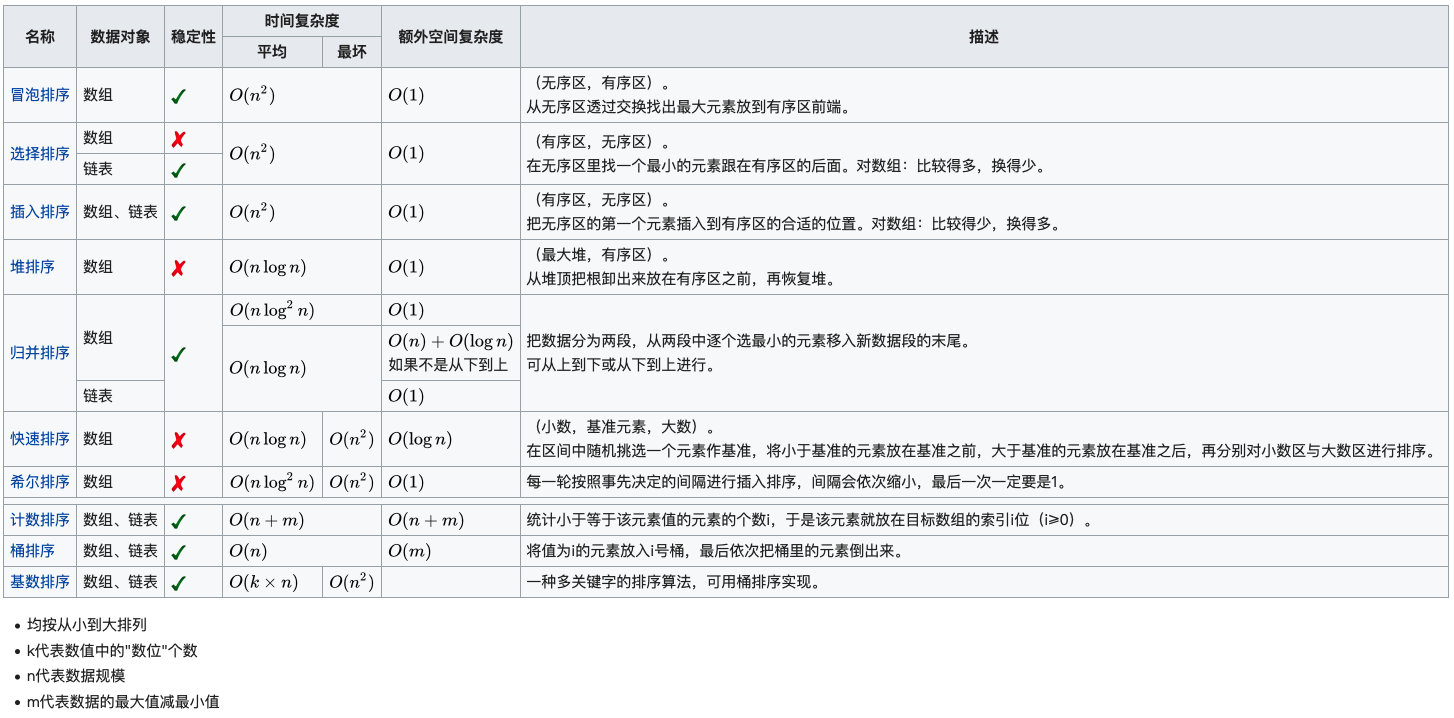 名称 数据对象 稳定性 时间复杂度 额外空间复杂度 描述
平均 最坏
冒泡排序 数组 ✔ O(n²) O(1) （无序区，有序区）。
从无序区透过交换找出最大元素放到有序区前端。
选择排序 数组 ✘ O(n²) O(1) （有序区，无序区）。
链表 ✔ 在无序区里找一个最小的元素跟在有序区的后面。对数组：比较得多，换得少。
插入排序 数组、链表 ✔ O(n²) O(1) （有序区，无序区）。
把无序区的第一个元素插入到有序区的合适的位置。对数组：比较得少，换得多。
堆排序 数组 ✘ O(n log n) O(1) （最大堆，有序区）。
从堆顶把根卸出来放在有序区之前，再恢复堆。
归并排序 数组 ✔ O(n log² n) O(1) 把数据分为两段，从两段中逐个选最小的元素移入新数据段的末尾。
O(n log n) O(n) + O(log n) 可从上到下或从下到上进行。
如果不是从下到上
链表 O(1)
快速排序 数组 ✘ O(n log n) O(n²) O(log n) （小数，基准元素，大数）。
在区间中随机挑选一个元素作基准，将小于基准的元素放在基准之前，大于基准的元素放在基准之后，再分别对小数区与大数区进行排序。
希尔排序 数组 ✘ O(n log² n) O(n²) O(1) 每一轮按照事先决定的间隔进行插入排序，间隔会依次缩小，最后一次一定要是1。
计数排序 数组、链表 ✔ O(n + m) O(n + m) 统计小于等于该元素值的元素的个数i，于是该元素就放在目标数组的索引i位（i⩾0）。
桶排序 数组、链表 ✔ O(n) O(m) 将值为i的元素放入i号桶，最后依次把桶里的元素倒出来。
基数排序 数组、链表 ✔ O(k × n) O(n²) 一种多关键字的排序算法，可用桶排序实现。
• 均按从小到大排列
• k代表数值中的"数位"个数
• n代表数据规模
• m代表数据的最大值减最小值